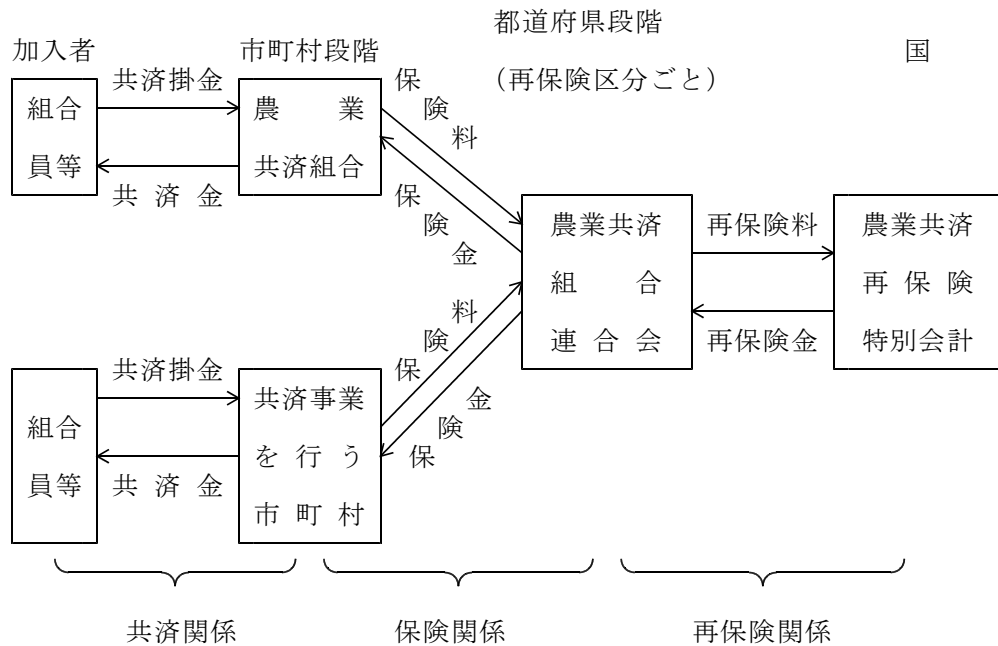 都道府県段階
加入者 市町村段階 国
(再保険区分ごと)
共済掛金
組合
員等
共 済 金
農 業
共済組合
保険料
保険金
農業共済
組 合
連 合 会
再保険料
再保険金
農業共済
再 保 険
特別会計
保険料
保険金
共済掛金
組合
員等
共 済 金
共済事業
を 行 う
市 町 村
共済関係 保険関係 再保険関係